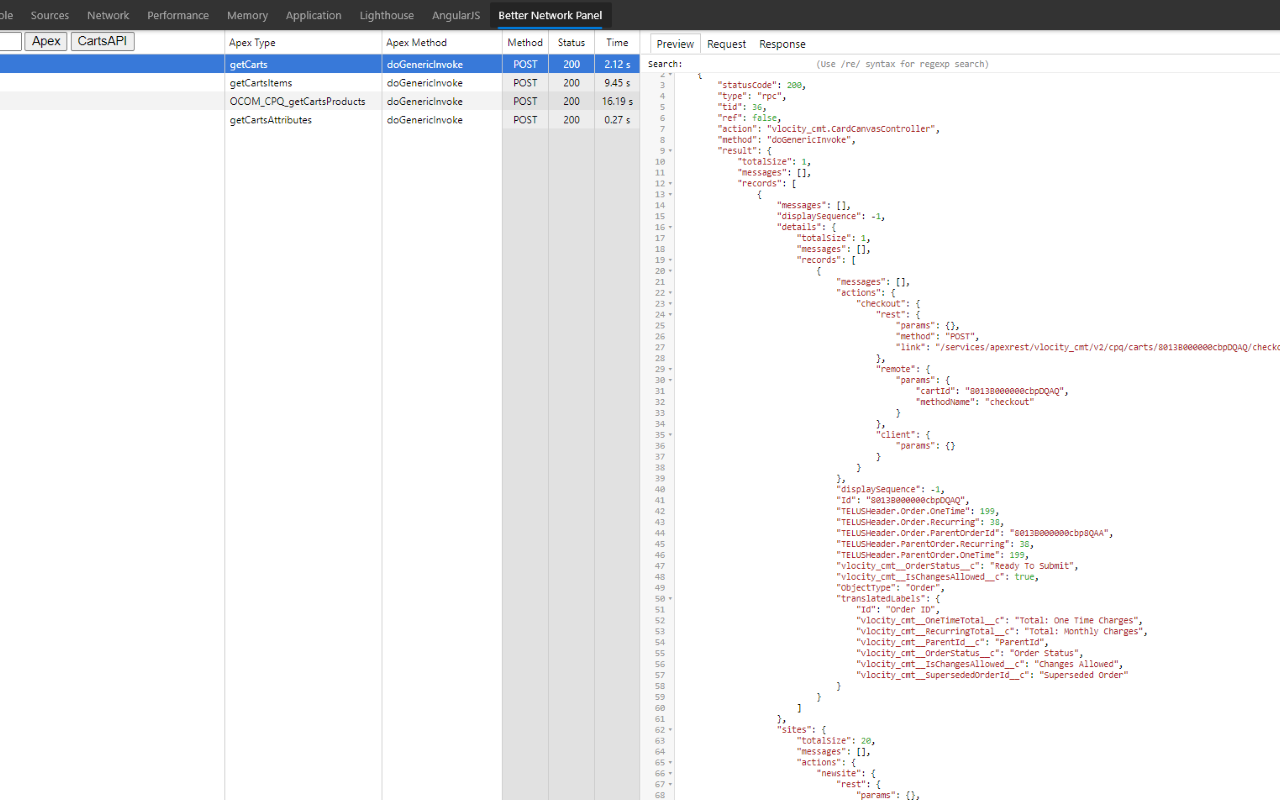 ole Sources Network Performance Memory Application Lighthouse AngularJS Better Network Panel
Apex CartsAPI
Apex Type Apex Method Method Status Time
getCarts doGenericInvoke POST 200 2.12 s
getCartsItems doGenericInvoke POST 200 9.45 s
OCOM_CPQ_getCartsProducts doGenericInvoke POST 200 16.19 s
getCartsAttributes doGenericInvoke POST 200 0.27 s
Preview Request Response
Search: (Use /re/ syntax for regexp search)
2 {
3 "statusCode": 200,
4 "type": "rpc",
5 "tid": 36,
6 "ref": false,
7 "action": "vlocity_cmt.CardCanvasController",
8 "method": "doGenericInvoke",
9 "result": {
10 "totalSize": 1,
11 "messages": [],
12 "records": [
13 {
14 "messages": [],
15 "displaySequence": -1,
16 "details": {
17 "totalSize": 1,
18 "messages": [],
19 "records": [
20 {
21 "messages": [],
22 "actions": {
23 "checkout": {
24 "rest": {
25 "params": {},
26 "method": "POST",
27 "link": "/services/apexrest/vlocity_cmt/v2/cpq/carts/8013B000000cbpDQAQ/checko
28 },
29 "remote": {
30 "params": {
31 "cartId": "8013B000000cbpDQAQ",
32 "methodName": "checkout"
33 }
34 },
35 "client": {
36 "params": {}
37 }
38 }
39 },
40 "displaySequence": -1,
41 "Id": "8013B000000cbpDQAQ",
42 "TELUSHeader.Order.OneTime": 199,
43 "TELUSHeader.Order.Recurring": 38,
44 "TELUSHeader.Order.ParentOrderId": "8013B000000cbp8QAA",
45 "TELUSHeader.ParentOrder.Recurring": 38,
46 "TELUSHeader.ParentOrder.OneTime": 199,
47 "vlocity_cmt__OrderStatus__c": "Ready To Submit",
48 "vlocity_cmt__IsChangesAllowed__c": true,
49 "ObjectType": "Order",
50 "translatedLabels": {
51 "Id": "Order ID",
52 "vlocity_cmt__OneTimeTotal__c": "Total: One Time Charges",
53 "vlocity_cmt__RecurringTotal__c": "Total: Monthly Charges",
54 "vlocity_cmt__ParentId__c": "ParentId",
55 "vlocity_cmt__OrderStatus__c": "Order Status",
56 "vlocity_cmt__IsChangesAllowed__c": "Changes Allowed",
57 "vlocity_cmt__SupersededOrderId__c": "Superseded Order"
58 }
59 }
60 ]
61 },
62 "sites": {
63 "totalSize": 20,
64 "messages": [],
65 "actions": {
66 "newsite": {
67 "rest": {
68 "params": {},